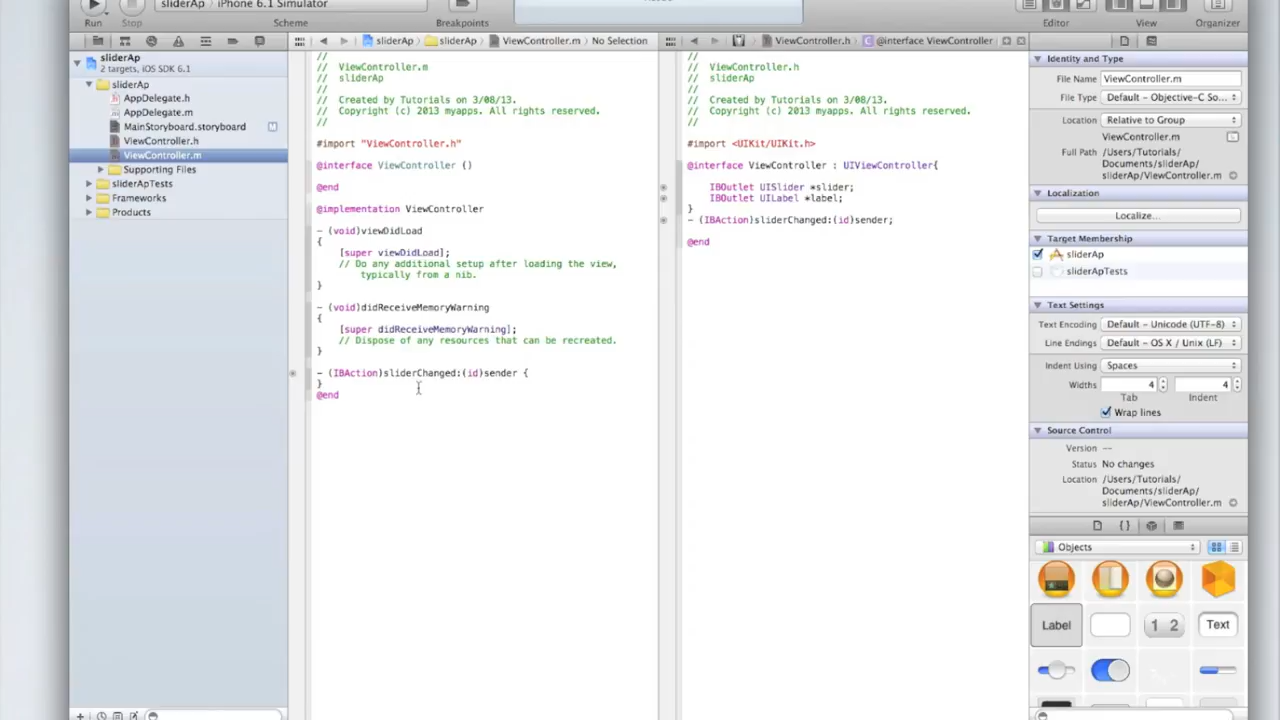 sliderAp
iPhone 6.1 Simulator
Run
Stop
Scheme
Breakpoints
Editor
View
Organizer
sliderAp
sliderAp
ViewController.m
No Selection
ViewController.h
@interface ViewController
sliderAp
2 targets, iOS SDK 6.1
sliderAp
AppDelegate.h
AppDelegate.m
MainStoryboard.storyboard
M
ViewController.h
ViewController.m
Supporting Files
sliderApTests
Frameworks
Products
//
// ViewController.m
// sliderAp
//
// Created by Tutorials on 3/08/13.
// Copyright (c) 2013 myapps. All rights reserved.
//
#import "ViewController.h"
@interface ViewController ()
@end
@implementation ViewController
- (void)viewDidLoad
{
[super viewDidLoad];
// Do any additional setup after loading the view,
typically from a nib.
}
- (void)didReceiveMemoryWarning
{
[super didReceiveMemoryWarning];
// Dispose of any resources that can be recreated.
}
- (IBAction)sliderChanged:(id)sender {
}
@end
//
// ViewController.h
// sliderAp
//
// Created by Tutorials on 3/08/13.
// Copyright (c) 2013 myapps. All rights reserved.
//
#import <UIKit/UIKit.h>
@interface ViewController : UIViewController{
IBOutlet UISlider *slider;
IBOutlet UILabel *label;
}
- (IBAction)sliderChanged:(id)sender;
@end
Identity and Type
File Name ViewController.m
File Type Default - Objective-C So...
Location Relative to Group
ViewController.m
Full Path /Users/Tutorials/
Documents/sliderAp/
sliderAp/ViewController.m
Localization
Localize...
Target Membership
sliderAp
sliderApTests
Text Settings
Text Encoding Default - Unicode (UTF-8)
Line Endings Default - OS X / Unix (LF)
Indent Using Spaces
Widths 4 4
Tab Indent
Wrap lines
Source Control
Version --
Status No changes
Location /Users/Tutorials/
Documents/sliderAp/
sliderAp/ViewController.m
{}
Objects
Label
1 2
Text